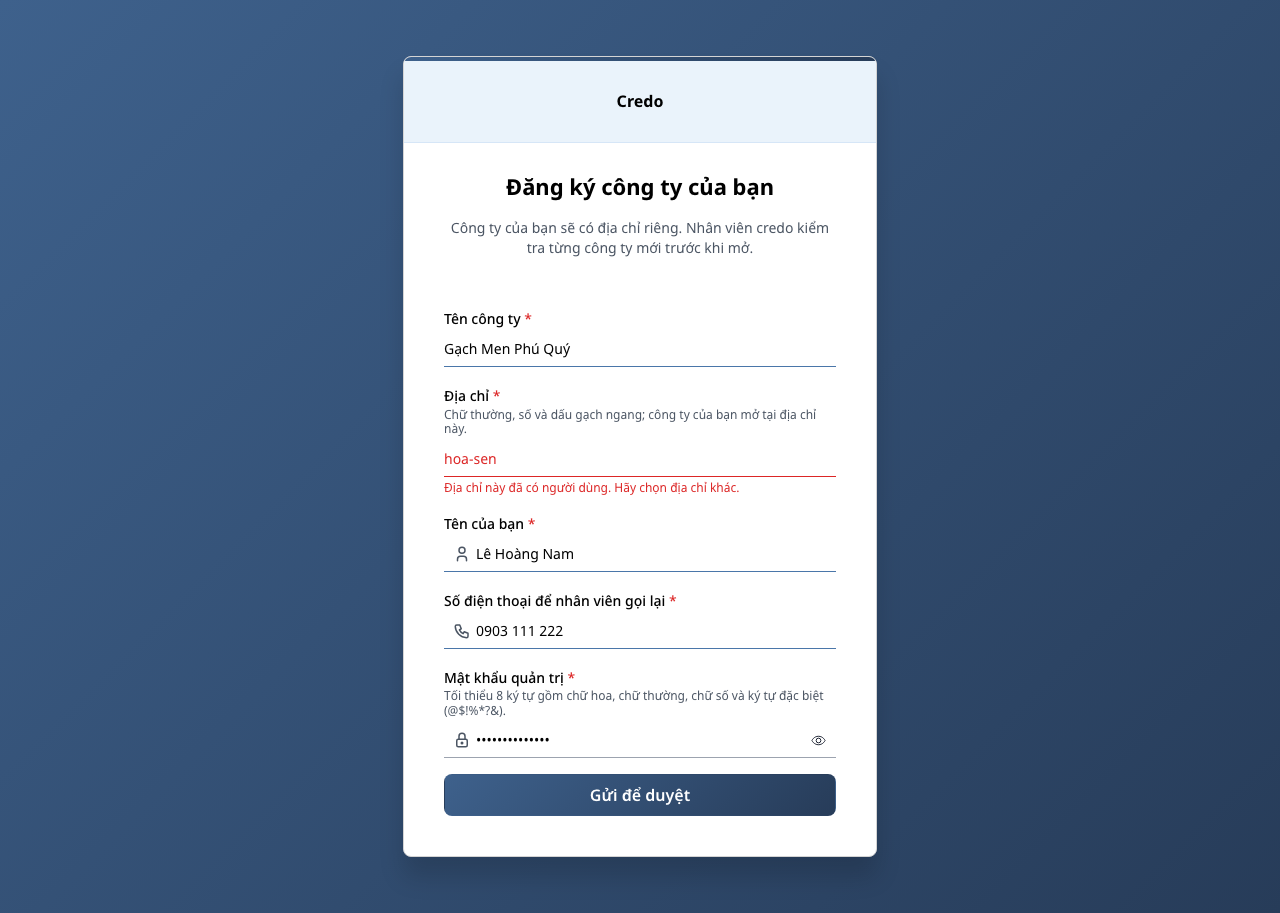 Credo
Đăng ký công ty của bạn
Công ty của bạn sẽ có địa chỉ riêng. Nhân viên credo kiểm
tra từng công ty mới trước khi mở.
Tên công ty *
Gạch Men Phú Quý
Địa chỉ *
Chữ thường, số và dấu gạch ngang; công ty của bạn mở tại địa chỉ
này.
hoa-sen
Địa chỉ này đã có người dùng. Hãy chọn địa chỉ khác.
Tên của bạn *
Lê Hoàng Nam
Số điện thoại để nhân viên gọi lại *
0903 111 222
Mật khẩu quản trị *
Tối thiểu 8 ký tự gồm chữ hoa, chữ thường, chữ số và ký tự đặc biệt
(@$!%*?&).
••••••••••••••
Gửi để duyệt